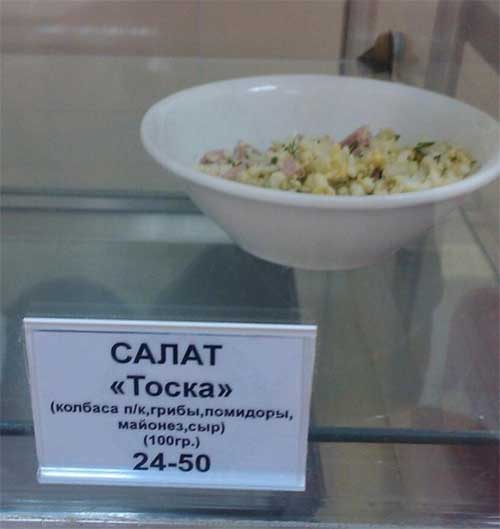 САЛАТ
«Тоска»
(колбаса п/к,грибы,помидоры,
майонез,сыр)
(100гр.)
24-50